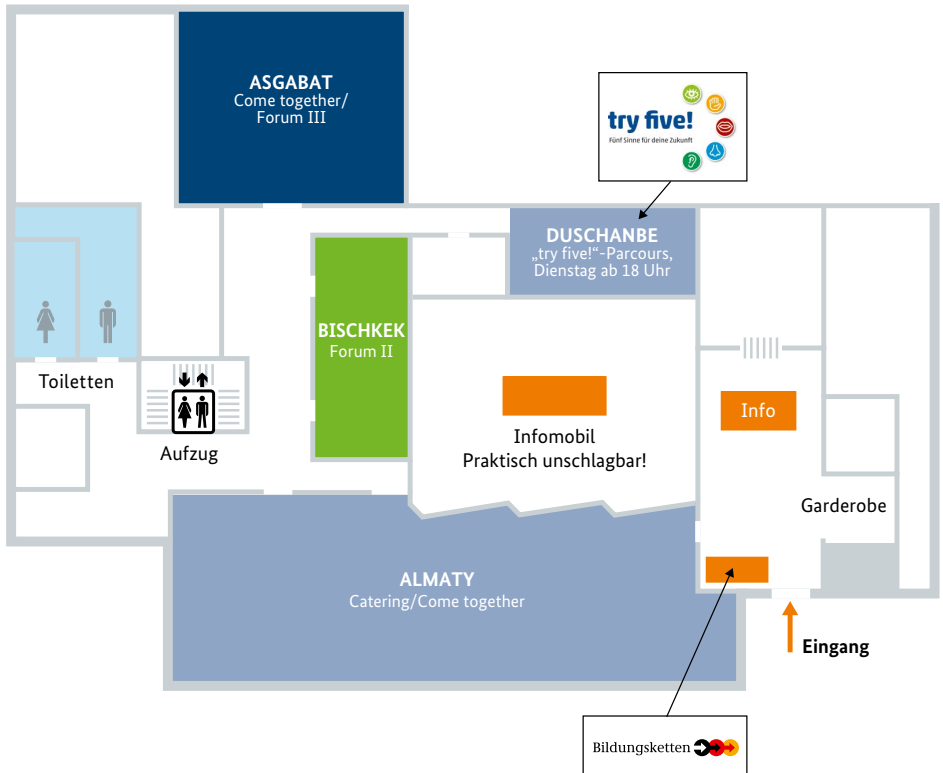 ASGABAT
Come together/
Forum III
try five!
Fünf Sinne für deine Zukunft
DUSCHANBE
„try five!“-Parcours,
Dienstag ab 18 Uhr
BISCHKEK
Forum II
Toiletten
Aufzug
Infomobil
Praktisch unschlagbar!
Info
Garderobe
ALMATY
Catering/Come together
Eingang
Bildungsketten